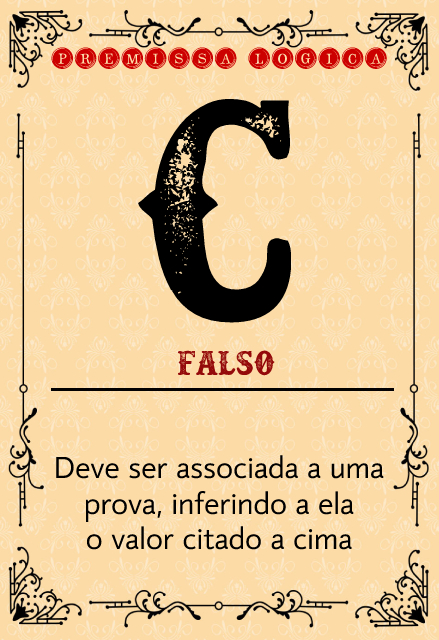 PREMISSA LOGICA
C
FALSO
Deve ser associada a uma
prova, inferindo a ela
o valor citado a cima